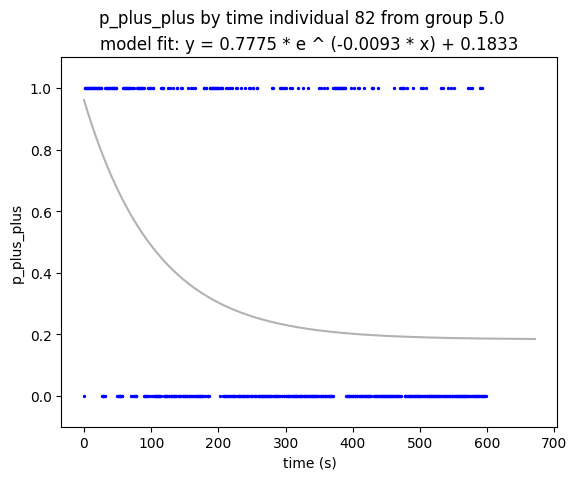 p_plus_plus by time individual 82 from group 5.0
model fit: y = 0.7775 * e ^ (-0.0093 * x) + 0.1833
1.0
0.8
0.6
0.4
0.2
0.0
p_plus_plus
0 100 200 300 400 500 600 700
time (s)